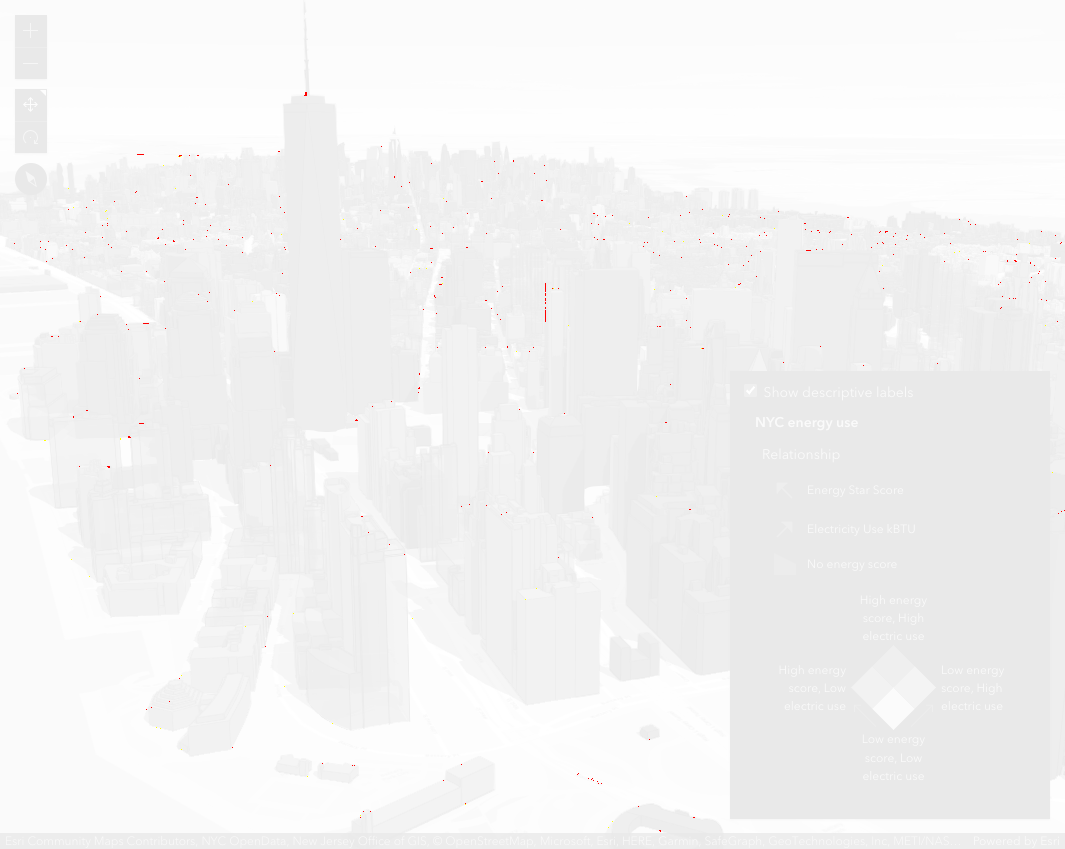 Show descriptive labels
NYC energy use
Relationship
Energy Star Score
Electricity Use kBTU
No energy score
High energy
score, High
electric use
High energy
score, Low
electric use
Low energy
score, High
electric use
Low energy
score, Low
electric use
Esri Community Maps Contributors, NYC OpenData, New Jersey Office of GIS, © OpenStreetMap, Microsoft, Esri, HERE, Garmin, SafeGraph, GeoTechnologies, Inc, METI/NASA, Powered by Esri